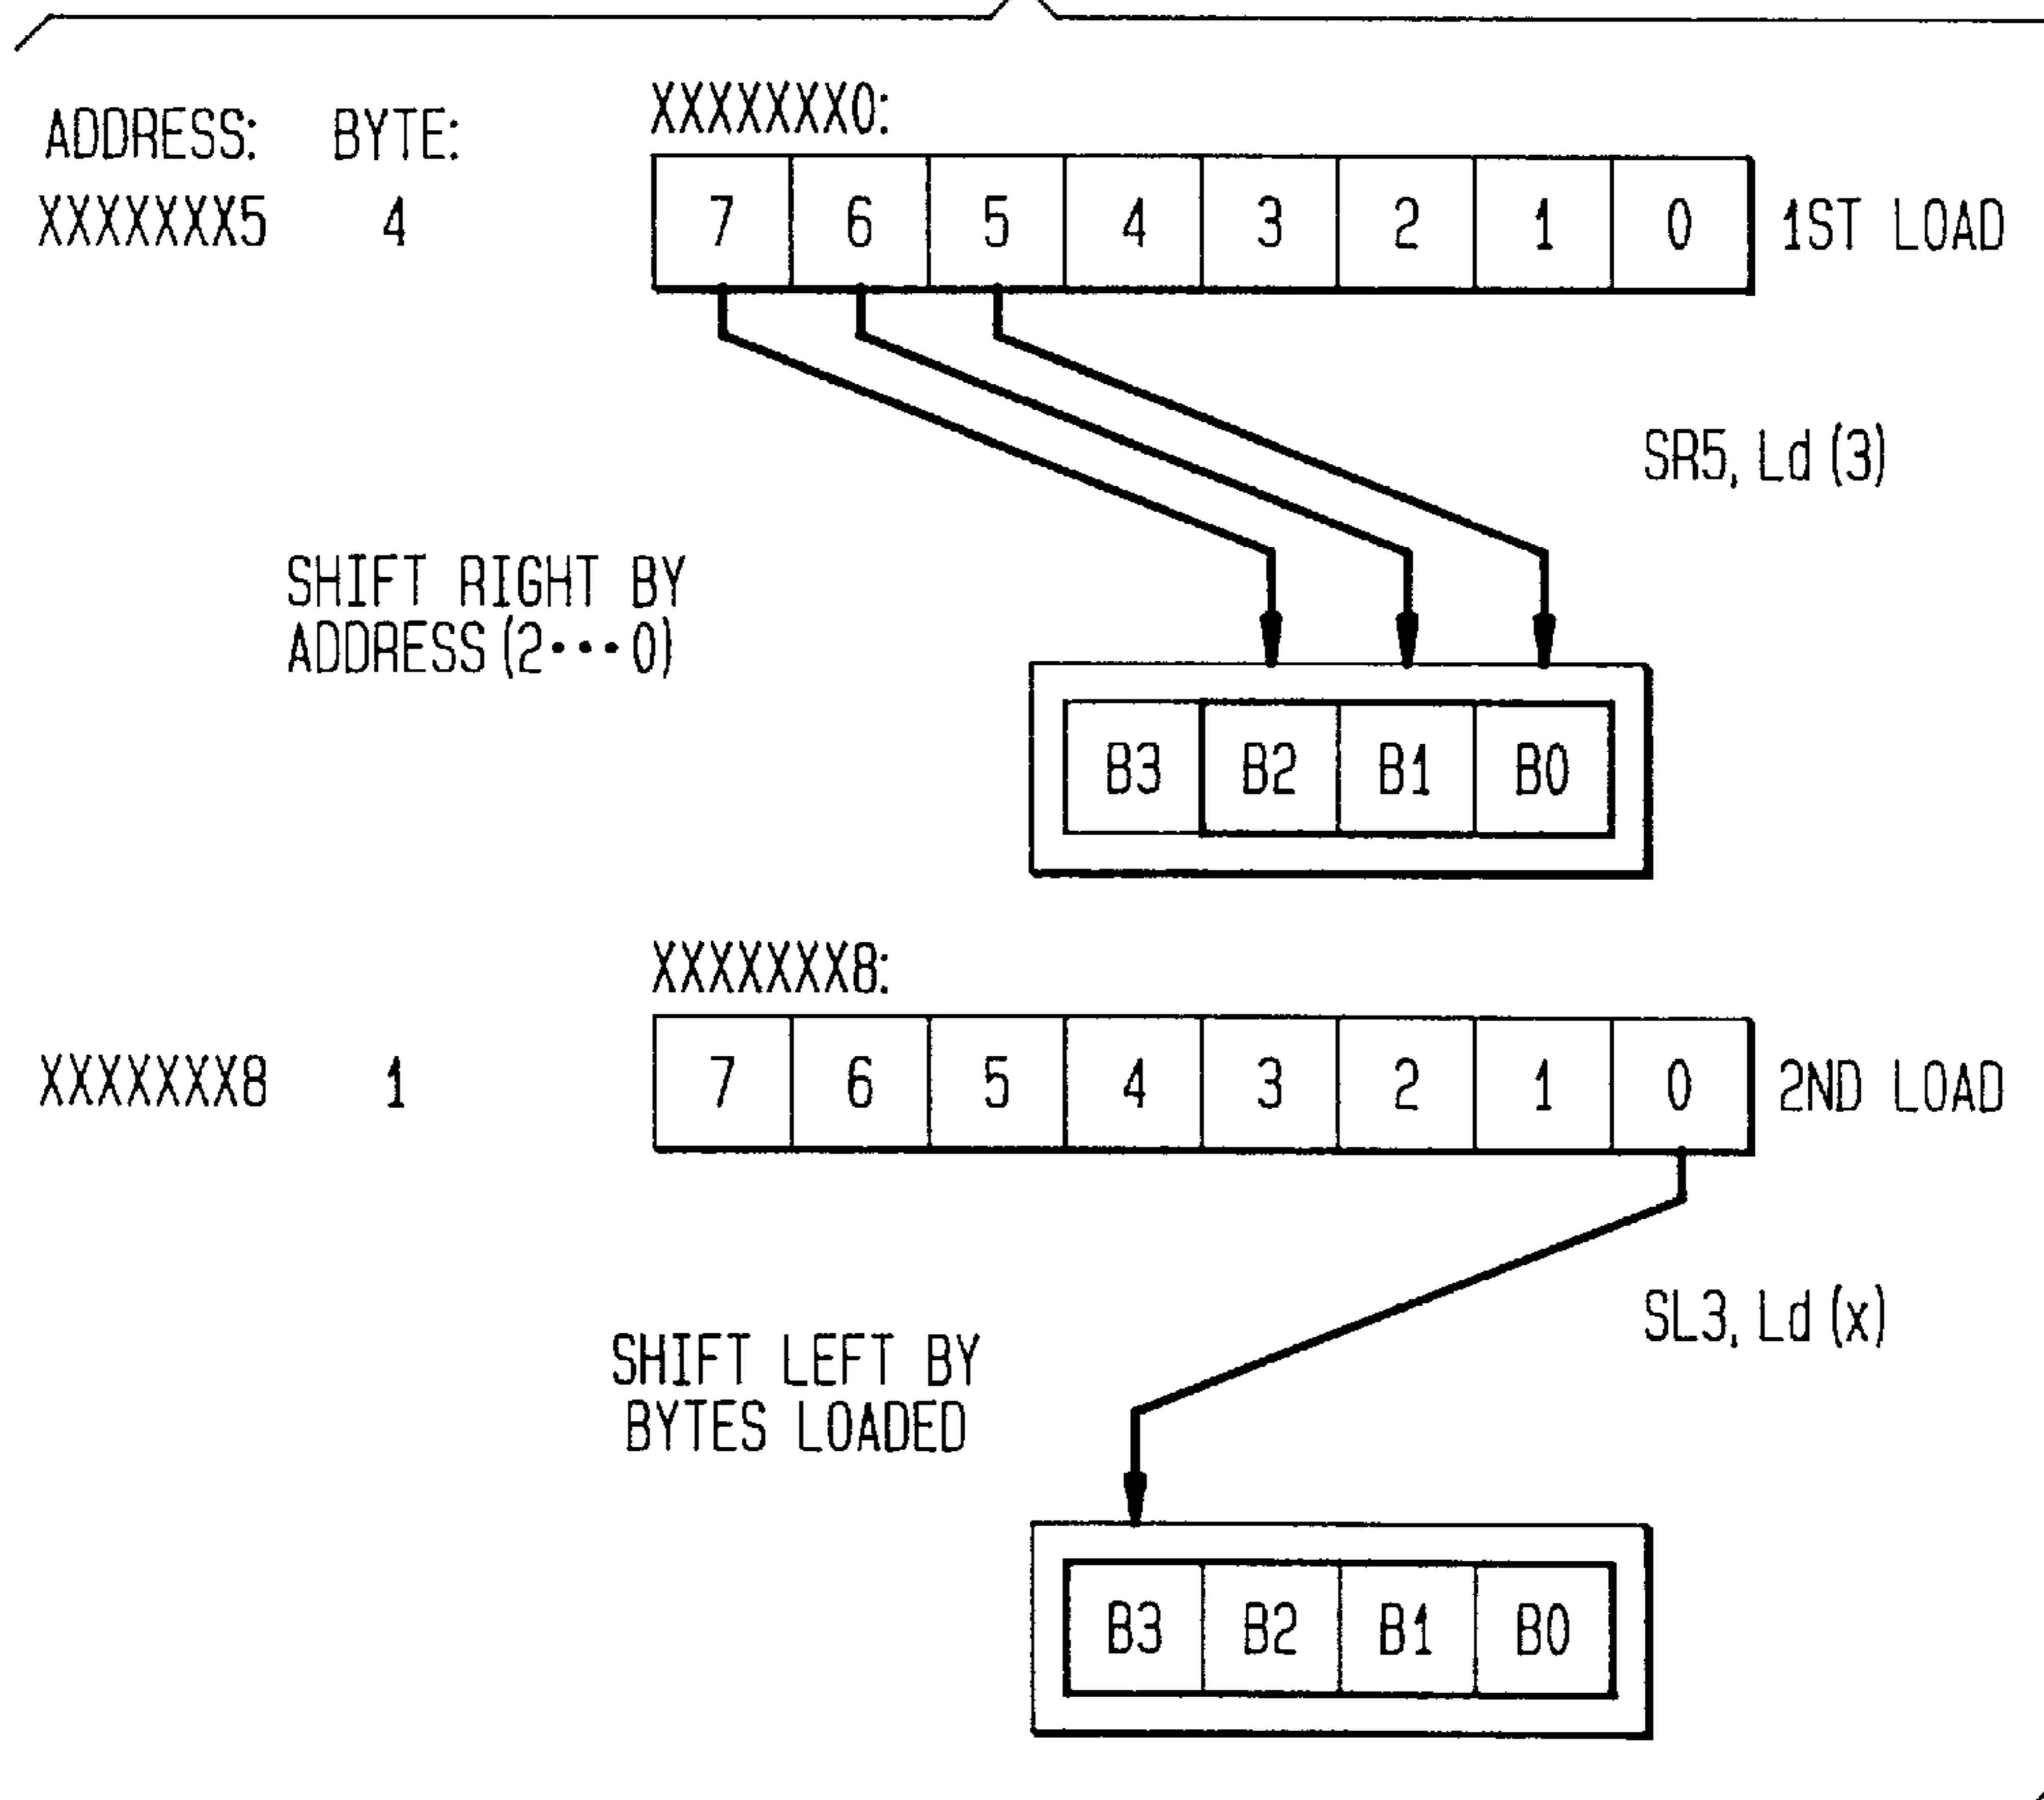 ADDRESS: BYTE: XXXXXXX0:
XXXXXXX5 4 7 6 5 4 3 2 1 0 1ST LOAD
SR5, Ld (3)
SHIFT RIGHT BY
ADDRESS (2•••0)
B3 B2 B1 B0
XXXXXXX8:
XXXXXXX8 1 7 6 5 4 3 2 1 0 2ND LOAD
SL3, Ld (x)
SHIFT LEFT BY
BYTES LOADED
B3 B2 B1 B0